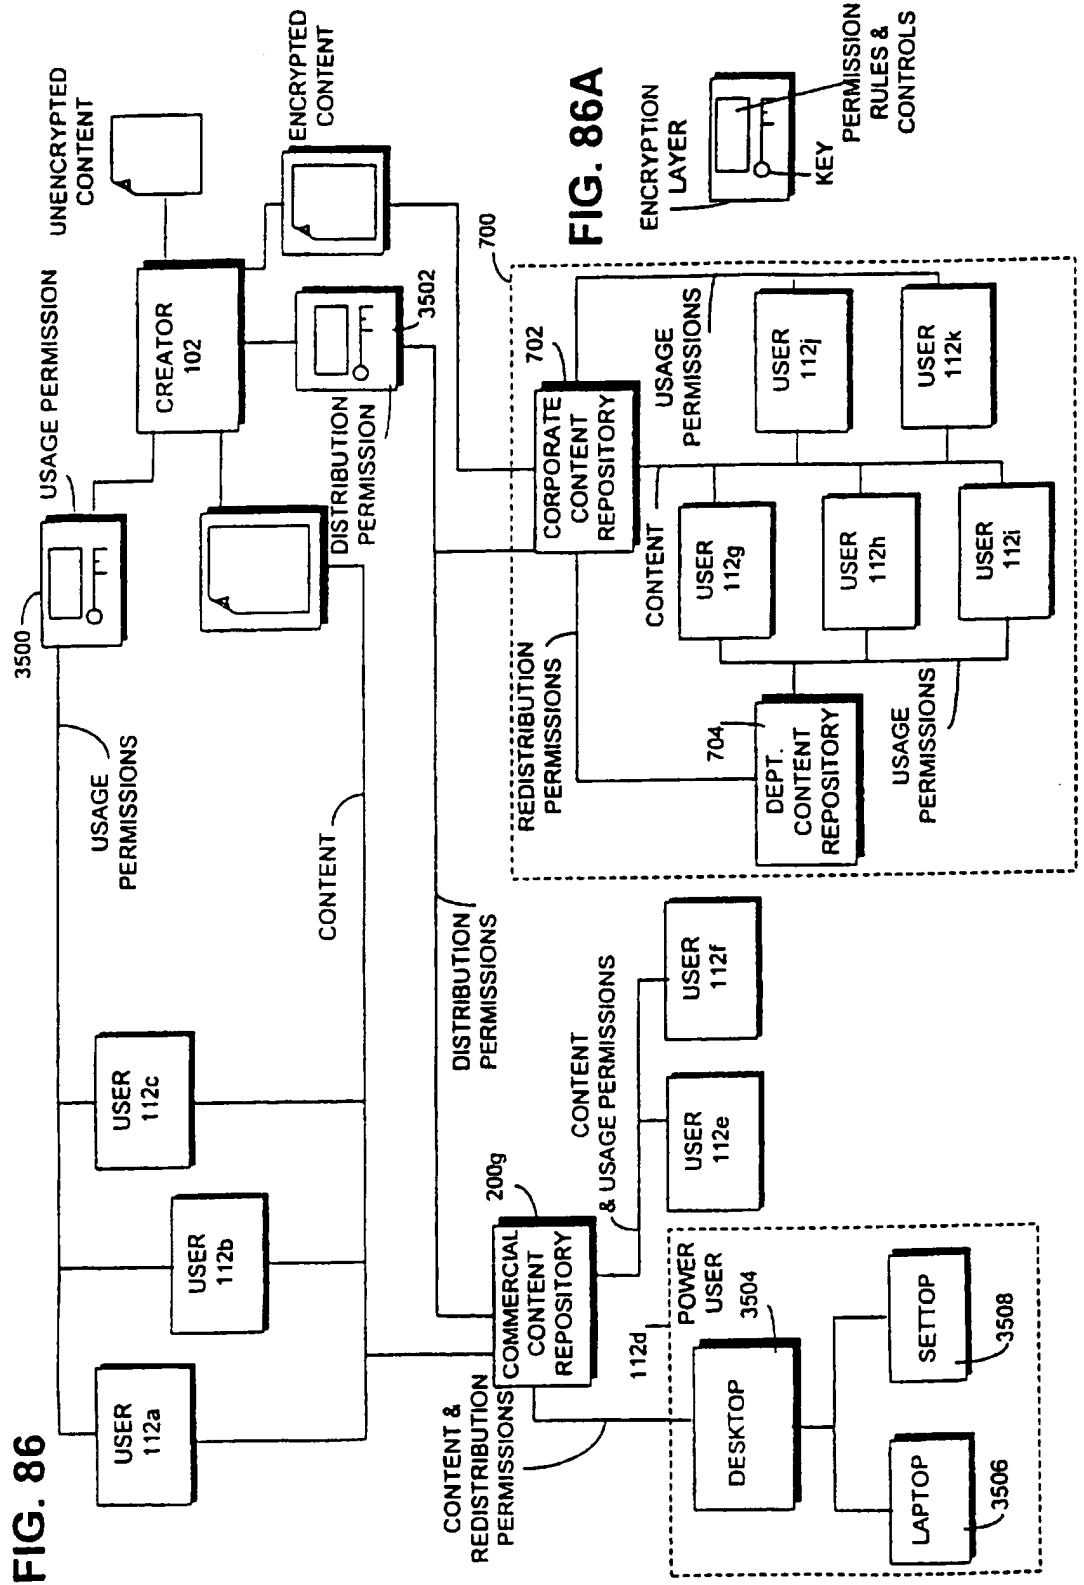 FIG. 86
USER
112a
USER
112b
USER
112c
USAGE
PERMISSIONS
3500
USAGE PERMISSION
CREATOR
102
UNENCRYPTED
CONTENT
ENCRYPTED
CONTENT
CONTENT
DISTRIBUTION
PERMISSION
3502
DISTRIBUTION
PERMISSIONS
CONTENT &
REDISTRIBUTION
PERMISSIONS
COMMERCIAL
CONTENT
REPOSITORY
200g
CONTENT
& USAGE PERMISSIONS
USER
112e
USER
112f
112d
POWER
USER
3504
DESKTOP
LAPTOP
3506
SETTOP
3508
REDISTRIBUTION
PERMISSIONS
CORPORATE
CONTENT
REPOSITORY
702
700
CONTENT
USAGE
PERMISSIONS
USER
112g
USER
112h
USER
112i
USER
112j
USER
112k
DEPT.
CONTENT
REPOSITORY
704
USAGE
PERMISSIONS
FIG. 86A
ENCRYPTION
LAYER
KEY
PERMISSION
RULES &
CONTROLS